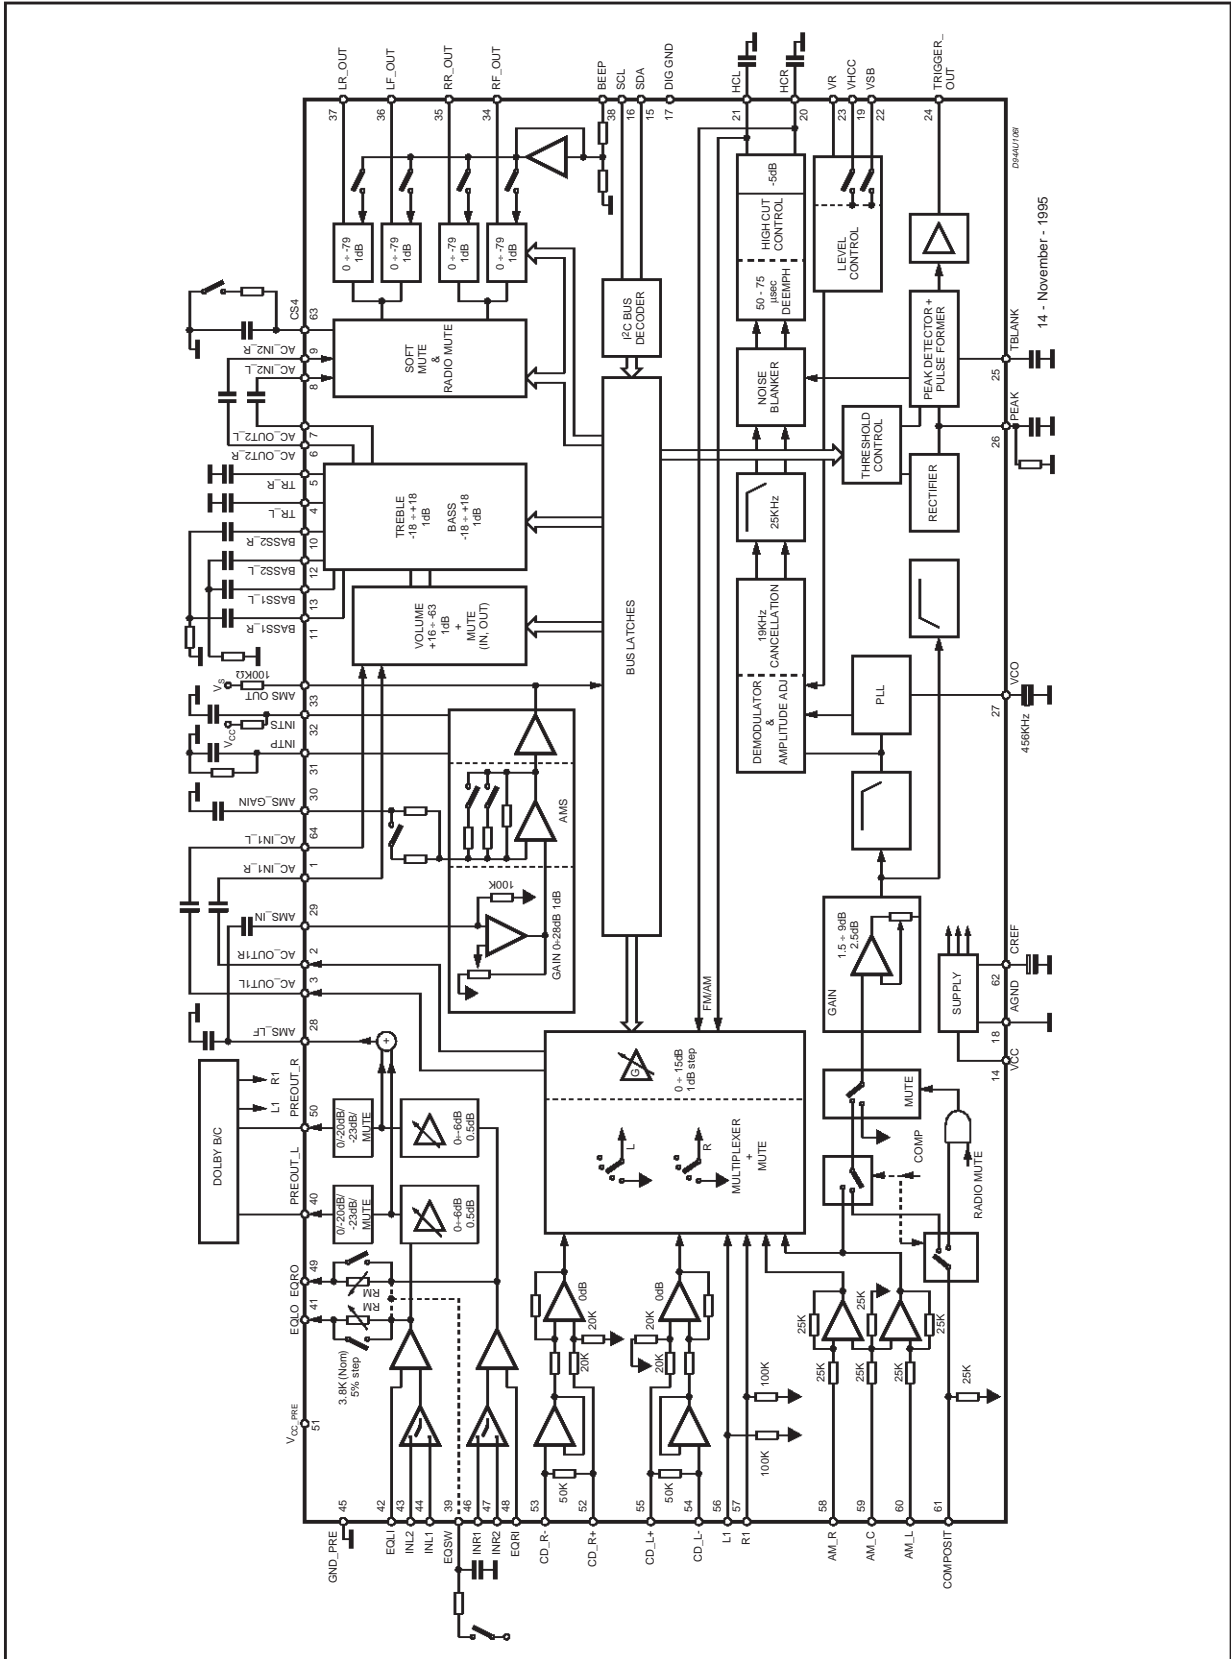 LR_OUT
37
LF_OUT
36
RR_OUT
35
RF_OUT
34
BEEP
38
SCL
16
SDA
15
DIG GND
17
HCL
21
HCR
20
VR
23
VHCC
19
VSB
22
TRIGGER_
OUT
24
D94AU106I
14 - November - 1995
0 ÷ -79
1dB
0 ÷ -79
1dB
0 ÷ -79
1dB
0 ÷ -79
1dB
CS4
63
AC_IN2_R
9
AC_IN2_L
8
AC_OUT2_L
7
AC_OUT2_R
6
TR_R
5
TR_L
4
BASS2_R
10
BASS2_L
12
BASS1_L
13
BASS1_R
11
SOFT
MUTE
&
RADIO MUTE
TREBLE
-18 ÷ +18
1dB
BASS
-18 ÷ +18
1dB
VOLUME
+16 ÷ -63
1dB
+
MUTE
(IN, OUT)
I2C BUS
DECODER
BUS LATCHES
-5dB
HIGH CUT
CONTROL
50 - 75
µsec
DEEMPH
LEVEL
CONTROL
NOISE
BLANKER
PEAK DETECTOR +
PULSE FORMER
TBLANK
25
PEAK
26
THRESHOLD
CONTROL
RECTIFIER
25KHz
19KHz
CANCELLATION
DEMODULATOR
&
AMPLITUDE ADJ
PLL
VCO
27
456KHz
VS
100KΩ
AMS OUT
33
INTS
32
VCC
INTP
31
AMS_GAIN
30
AC_IN1_L
64
AC_IN1_R
1
AMS_IN
29
AC_OUT1R
2
AC_OUT1L
3
AMS_LF
28
AMS
100K
GAIN 0÷28dB 1dB
FM/AM
1.5 ÷ 9dB
2.5dB
GAIN
SUPPLY
CREF
62
AGND
18
VCC
14
DOLBY B/C
R1
L1
PREOUT_R
50
PREOUT_L
40
0/-20dB/
-23dB/
MUTE
0/-20dB/
-23dB/
MUTE
0÷-6dB
0.5dB
0÷-6dB
0.5dB
+
G
0 ÷ 15dB
1dB step
L
R
MULTIPLEXER
+
MUTE
MUTE
COMP
RADIO MUTE
EQRO
49
EQLO
41
RM
RM
3.8K (Nom)
5% step
VCC_PRE
51
0dB
20K
20K
20K
20K
0dB
50K
50K
100K
100K
25K
25K
25K
25K
25K
25K
25K
GND_PRE
45
EQLI
42
INL2
43
INL1
44
EQSW
39
INR1
46
INR2
47
EQRI
48
CD_R-
53
CD_R+
52
CD_L+
55
CD_L-
54
L1
56
R1
57
AM_R
58
AM_C
59
AM_L
60
COMPOSIT
61